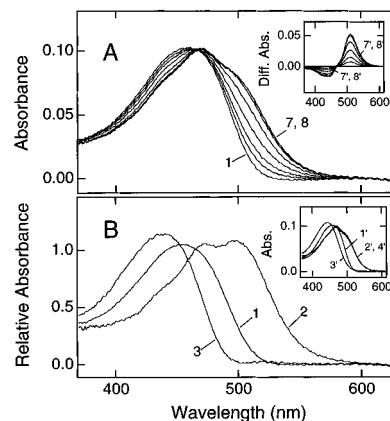 A
Absorbance
0.10
0.05
0.00
1
7, 8
Diff. Abs.
0.05
0.00
7', 8'
7', 8'
400 500 600
B
Relative Absorbance
1.0
0.5
0.0
3
1
2
Abs.
0.1
0.0
1'
2', 4'
3'
400 500 600
400
500
600
Wavelength (nm)